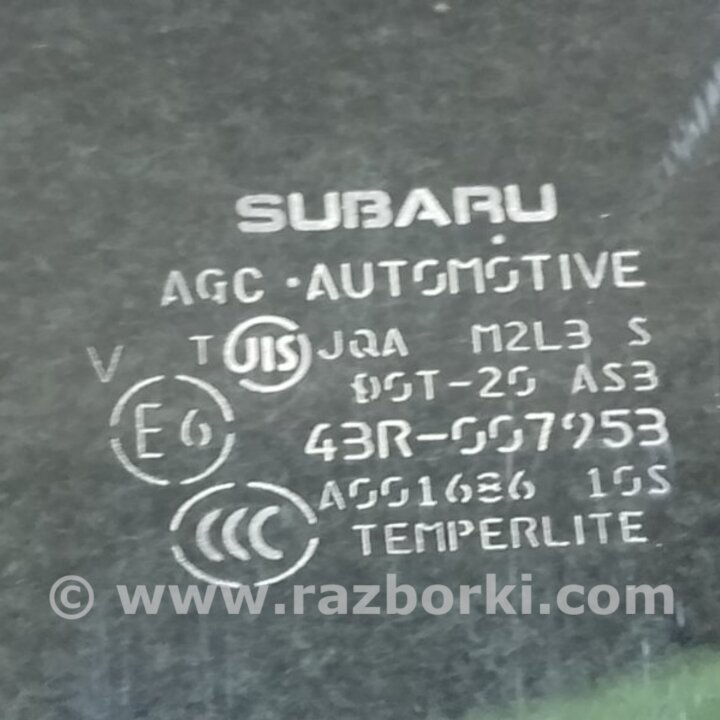 SUBARU
AGC · AUTOMOTIVE
V T JIS JQA M2L3 S
DOT-20 AS3
E6 43R-007953
A001686 10S
CCC TEMPERLITE
© www.razborki.com